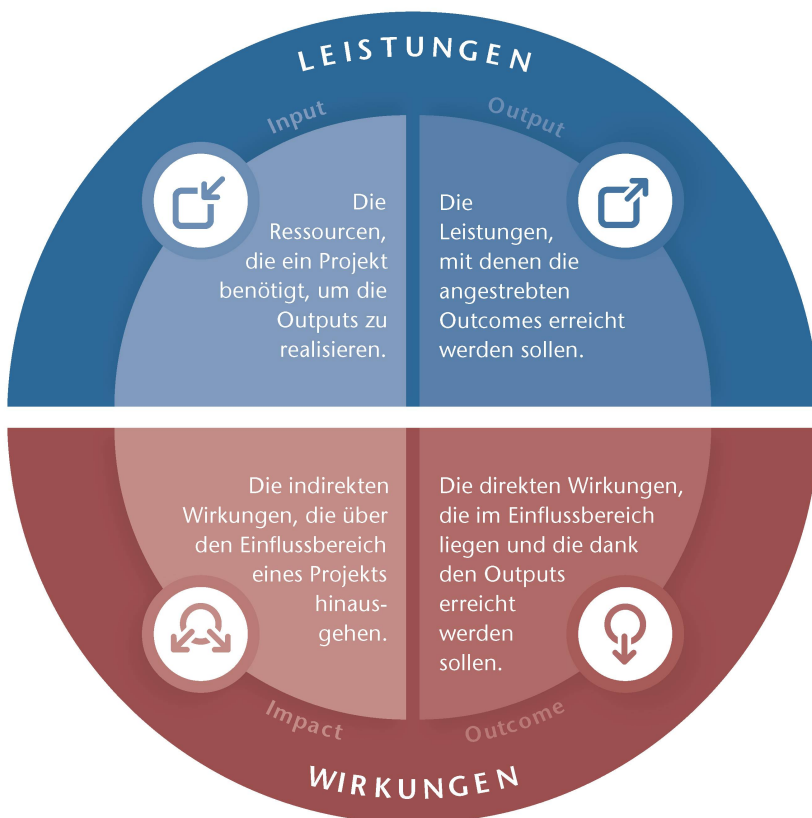 LEISTUNGEN
Input
Die
Ressourcen,
die ein Projekt
benötigt, um die
Outputs zu
realisieren.
Output
Die
Leistungen,
mit denen die
angestrebten
Outcomes erreicht
werden sollen.
Die indirekten
Wirkungen, die über
den Einflussbereich
eines Projekts
hinaus-
gehen.
Impact
Die direkten Wirkungen,
die im Einflussbereich
liegen und die dank
den Outputs
erreicht
werden
sollen.
Outcome
WIRKUNGEN